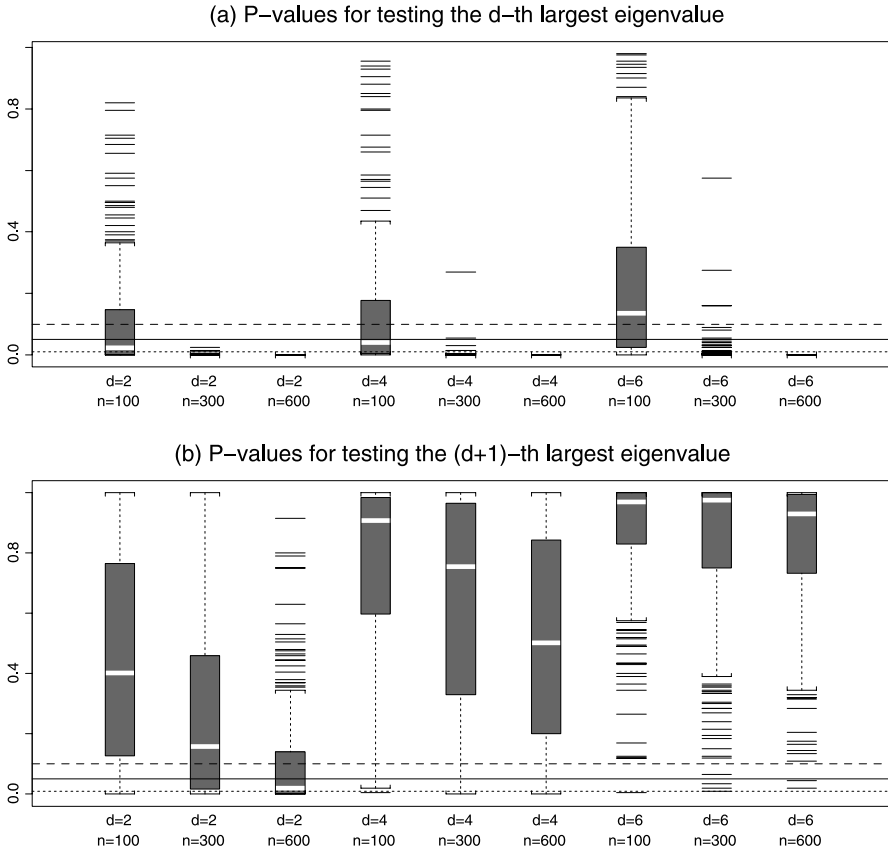 (a) P−values for testing the d−th largest eigenvalue
0.8
0.4
0.0
d=2 d=2 d=2 d=4 d=4 d=4 d=6 d=6 d=6
n=100 n=300 n=600 n=100 n=300 n=600 n=100 n=300 n=600
(b) P−values for testing the (d+1)−th largest eigenvalue
0.8
0.4
0.0
d=2 d=2 d=2 d=4 d=4 d=4 d=6 d=6 d=6
n=100 n=300 n=600 n=100 n=300 n=600 n=100 n=300 n=600